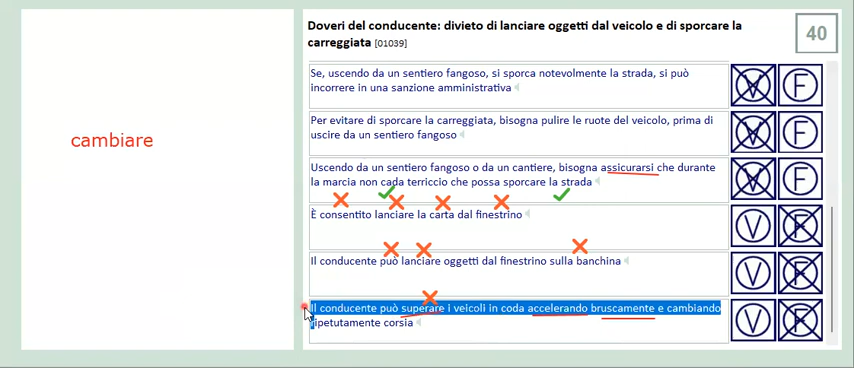 cambiare
Doveri del conducente: divieto di lanciare oggetti dal veicolo e di sporcare la
carreggiata [01039]
40
Se, uscendo da un sentiero fangoso, si sporca notevolmente la strada, si può
incorrere in una sanzione amministrativa
V F
Per evitare di sporcare la carreggiata, bisogna pulire le ruote del veicolo, prima di
uscire da un sentiero fangoso
V F
Uscendo da un sentiero fangoso o da un cantiere, bisogna assicurarsi che durante
la marcia non cada terriccio che possa sporcare la strada
V F
È consentito lanciare la carta dal finestrino
V F
Il conducente può lanciare oggetti dal finestrino sulla banchina
V F
Il conducente può superare i veicoli in coda accelerando bruscamente e cambiando
ripetutamente corsia
V F